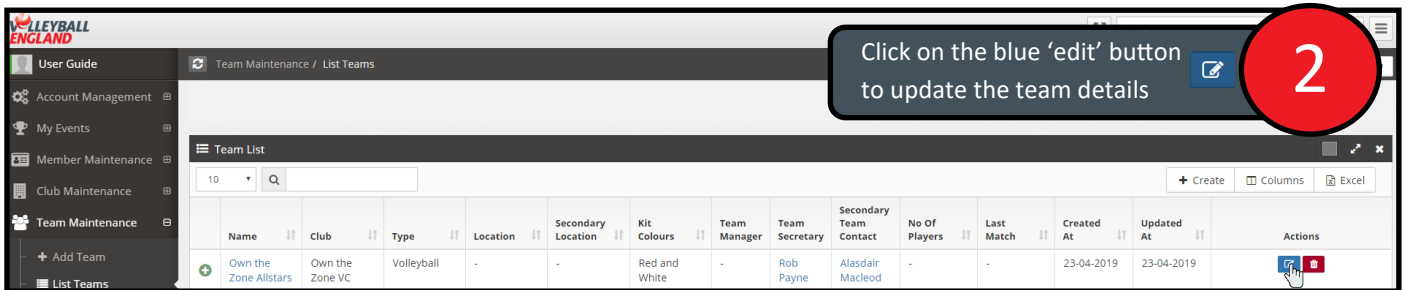 VOLLEYBALL
ENGLAND
User Guide
Team Maintenance / List Teams
Click on the blue ‘edit’ button
to update the team details
2
Account Management
My Events
Member Maintenance
Club Maintenance
Team Maintenance
+ Add Team
List Teams
Team List
10
+ Create
Columns
Excel
Name
Club
Type
Location
Secondary
Location
Kit
Colours
Team
Manager
Team
Secretary
Secondary
Team
Contact
No Of
Players
Last
Match
Created
At
Updated
At
Actions
Own the
Zone Allstars
Own the
Zone VC
Volleyball
-
-
Red and
White
-
Rob
Payne
Alasdair
Macleod
-
-
23-04-2019
23-04-2019